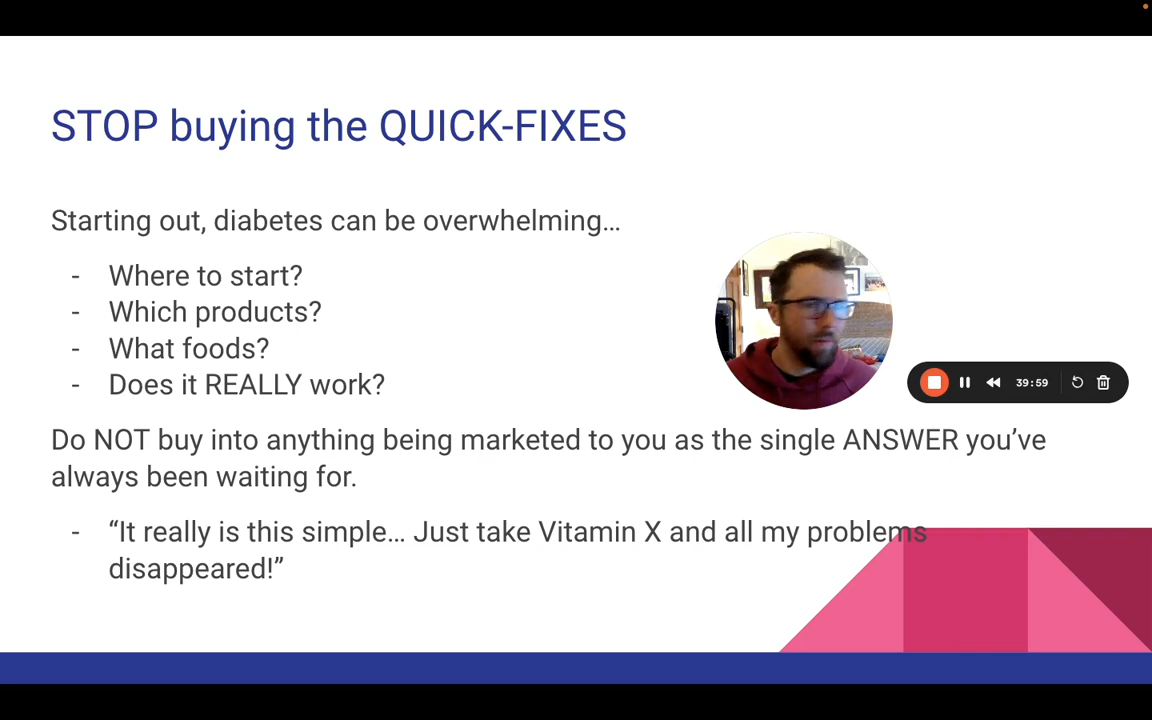 STOP buying the QUICK-FIXES
Starting out, diabetes can be overwhelming…
- Where to start?
- Which products?
- What foods?
- Does it REALLY work?
39:59
Do NOT buy into anything being marketed to you as the single ANSWER you’ve
always been waiting for.
- “It really is this simple… Just take Vitamin X and all my problems
disappeared!”